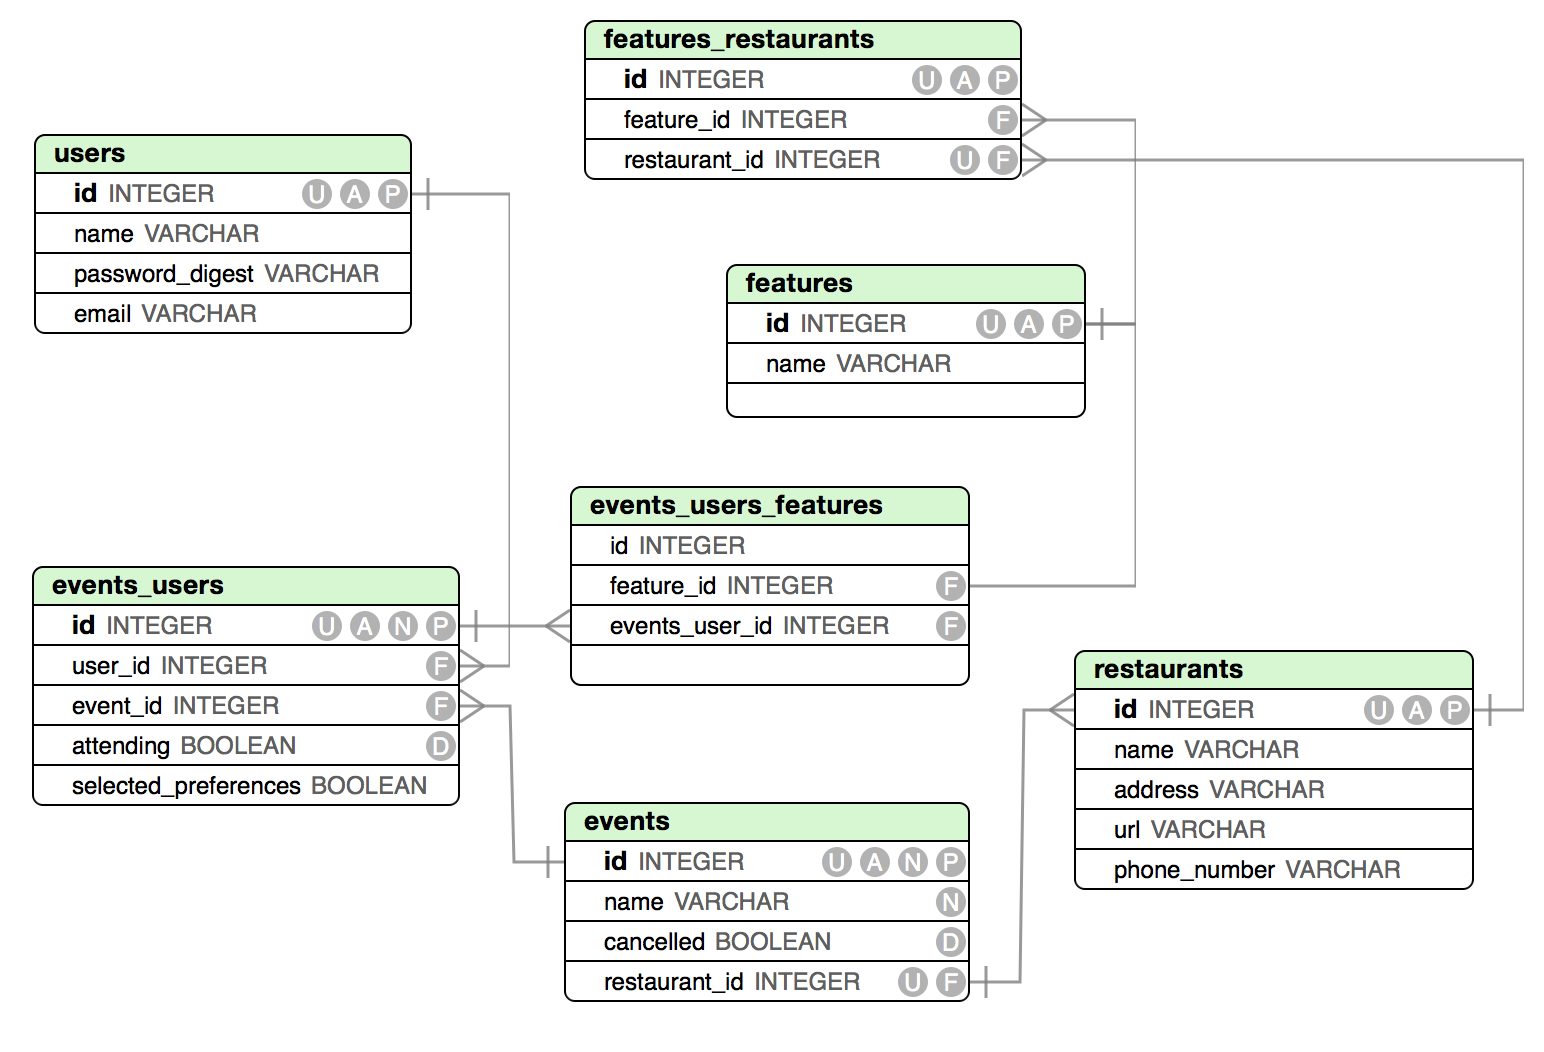 features_restaurants
id INTEGER U A P
feature_id INTEGER F
restaurant_id INTEGER U F
users
id INTEGER U A P
name VARCHAR
password_digest VARCHAR
email VARCHAR
features
id INTEGER U A P
name VARCHAR
events_users_features
id INTEGER
feature_id INTEGER F
events_user_id INTEGER F
events_users
id INTEGER U A N P
user_id INTEGER F
event_id INTEGER F
attending BOOLEAN D
selected_preferences BOOLEAN
restaurants
id INTEGER U A P
name VARCHAR
address VARCHAR
url VARCHAR
phone_number VARCHAR
events
id INTEGER U A N P
name VARCHAR N
cancelled BOOLEAN D
restaurant_id INTEGER U F